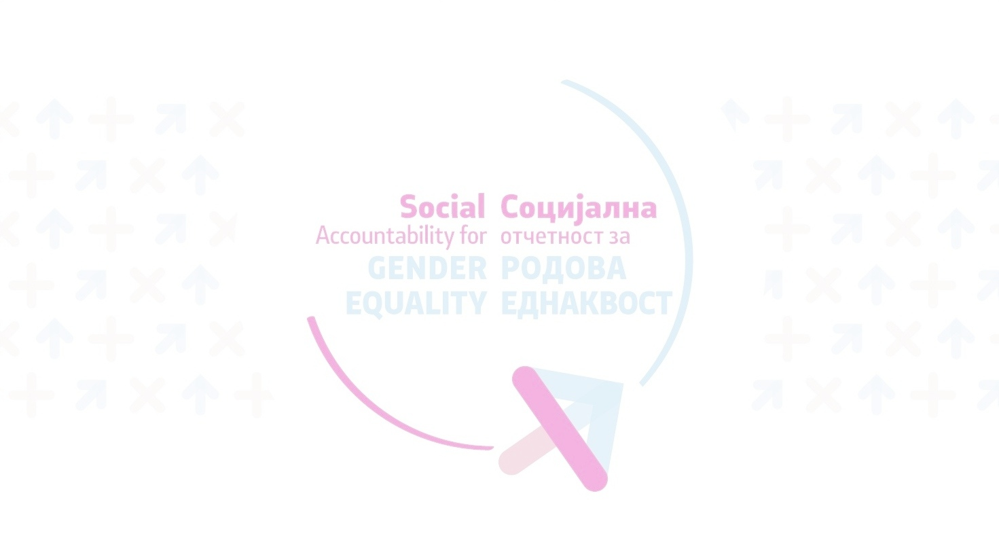 Social
Accountability for
GENDER
EQUALITY
Социјална
отчетност за
РОДОВА
ЕДНАКВОСТ